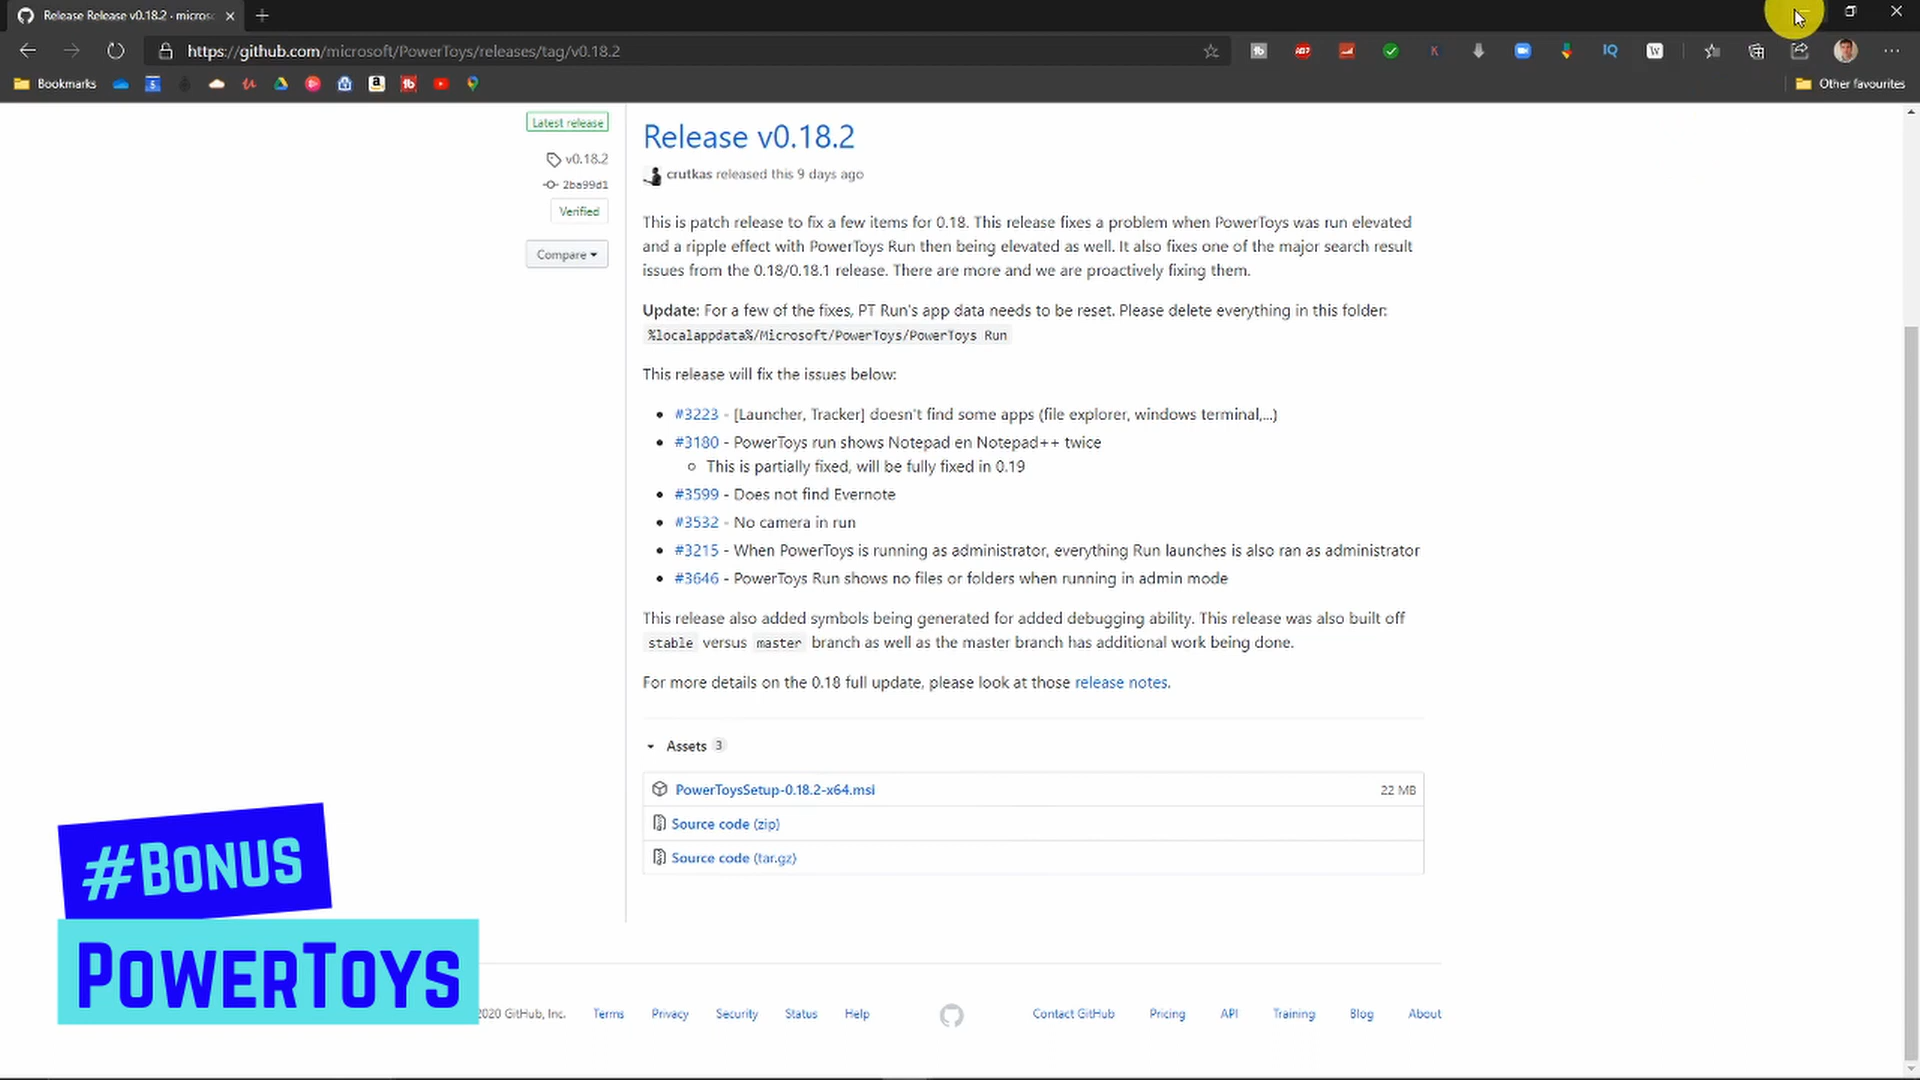 Release Release v0.18.2 - micros
https://github.com/microsoft/PowerToys/releases/tag/v0.18.2
Bookmarks
Other favourites
Latest release
v0.18.2
2ba99d1
Verified
Compare
Release v0.18.2
crutkas released this 9 days ago
This is patch release to fix a few items for 0.18. This release fixes a problem when PowerToys was run elevated
and a ripple effect with PowerToys Run then being elevated as well. It also fixes one of the major search result
issues from the 0.18/0.18.1 release. There are more and we are proactively fixing them.
Update: For a few of the fixes, PT Run's app data needs to be reset. Please delete everything in this folder:
%localappdata%/Microsoft/PowerToys/PowerToys Run
This release will fix the issues below:
#3223 - [Launcher, Tracker] doesn't find some apps (file explorer, windows terminal,...)
#3180 - PowerToys run shows Notepad en Notepad++ twice
This is partially fixed, will be fully fixed in 0.19
#3599 - Does not find Evernote
#3532 - No camera in run
#3215 - When PowerToys is running as administrator, everything Run launches is also ran as administrator
#3646 - PowerToys Run shows no files or folders when running in admin mode
This release also added symbols being generated for added debugging ability. This release was also built off
stable versus master branch as well as the master branch has additional work being done.
For more details on the 0.18 full update, please look at those release notes.
Assets 3
PowerToysSetup-0.18.2-x64.msi 22 MB
Source code (zip)
Source code (tar.gz)
#Bonus
PowerToys
2020 GitHub, Inc. Terms Privacy Security Status Help Contact GitHub Pricing API Training Blog About